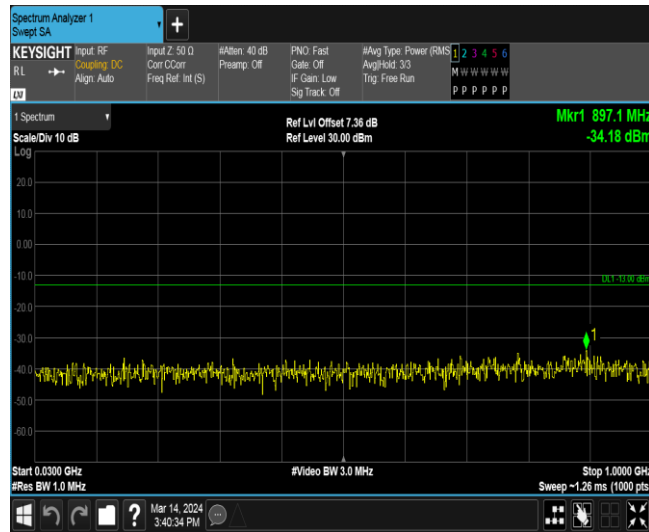 Spectrum Analyzer 1
Swept SA
+
KEYSIGHT
RL
LXI
Input: RF
Coupling: DC
Align: Auto
Input Z: 50 Ω
Corr CCorr
Freq Ref: Int (S)
#Atten: 40 dB
Preamp: Off
PNO: Fast
Gate: Off
IF Gain: Low
Sig Track: Off
#Avg Type: Power (RMS
Avg|Hold: 3/3
Trig: Free Run
1 2 3 4 5 6
M W W W W W
P P P P P P
1 Spectrum
Scale/Div 10 dB
Log
Ref Lvl Offset 7.36 dB
Ref Level 30.00 dBm
Mkr1 897.1 MHz
-34.18 dBm
20.0
10.0
0.00
-10.0
DL1 -13.00 dBm
-20.0
-30.0
1
-40.0
-50.0
-60.0
Start 0.0300 GHz
#Video BW 3.0 MHz
Stop 1.0000 GHz
#Res BW 1.0 MHz
Sweep ~1.26 ms (1000 pts
?
Mar 14, 2024
3:40:34 PM